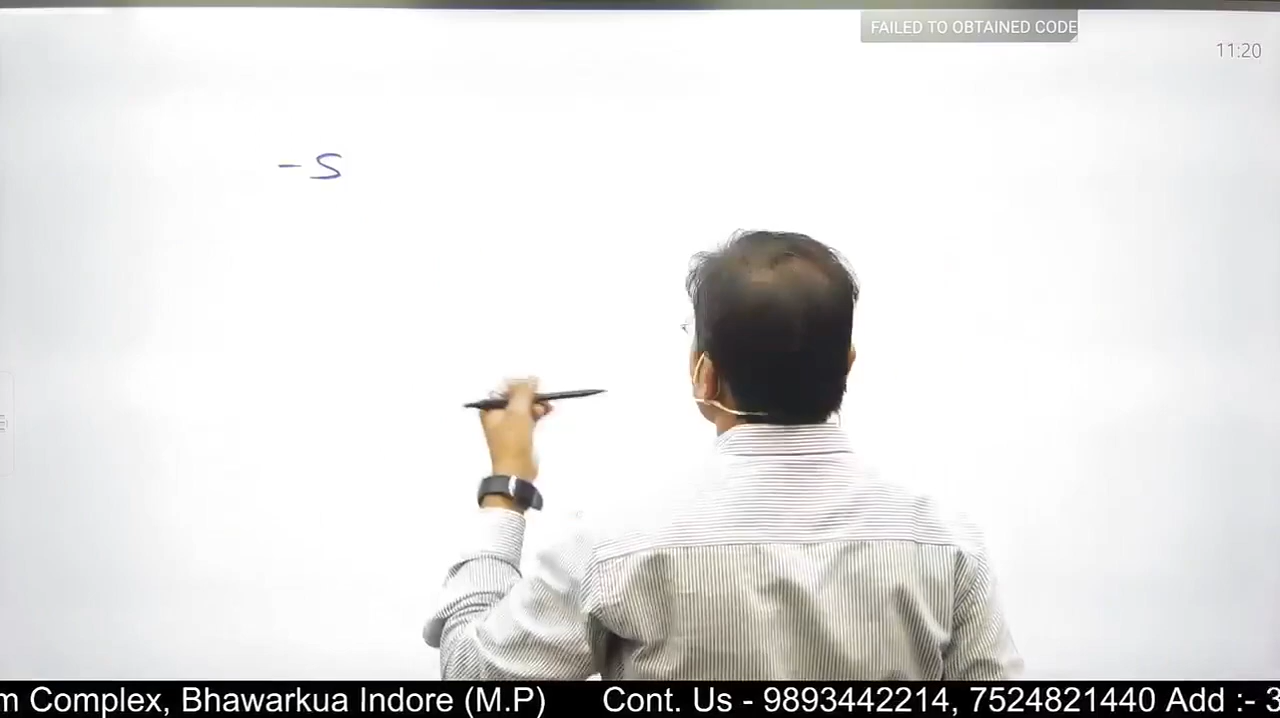 FAILED TO OBTAINED CODE
11:20
- S
m Complex, Bhawarkua Indore (M.P) Cont. Us - 9893442214, 7524821440 Add :- 3